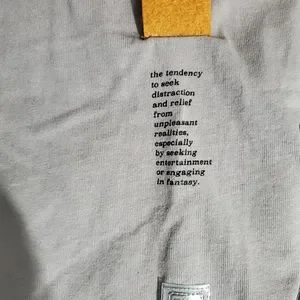 the tendency
to seek
distraction
and relief
from
unpleasant
realities,
especially
by seeking
entertainment
or engaging
in fantasy.